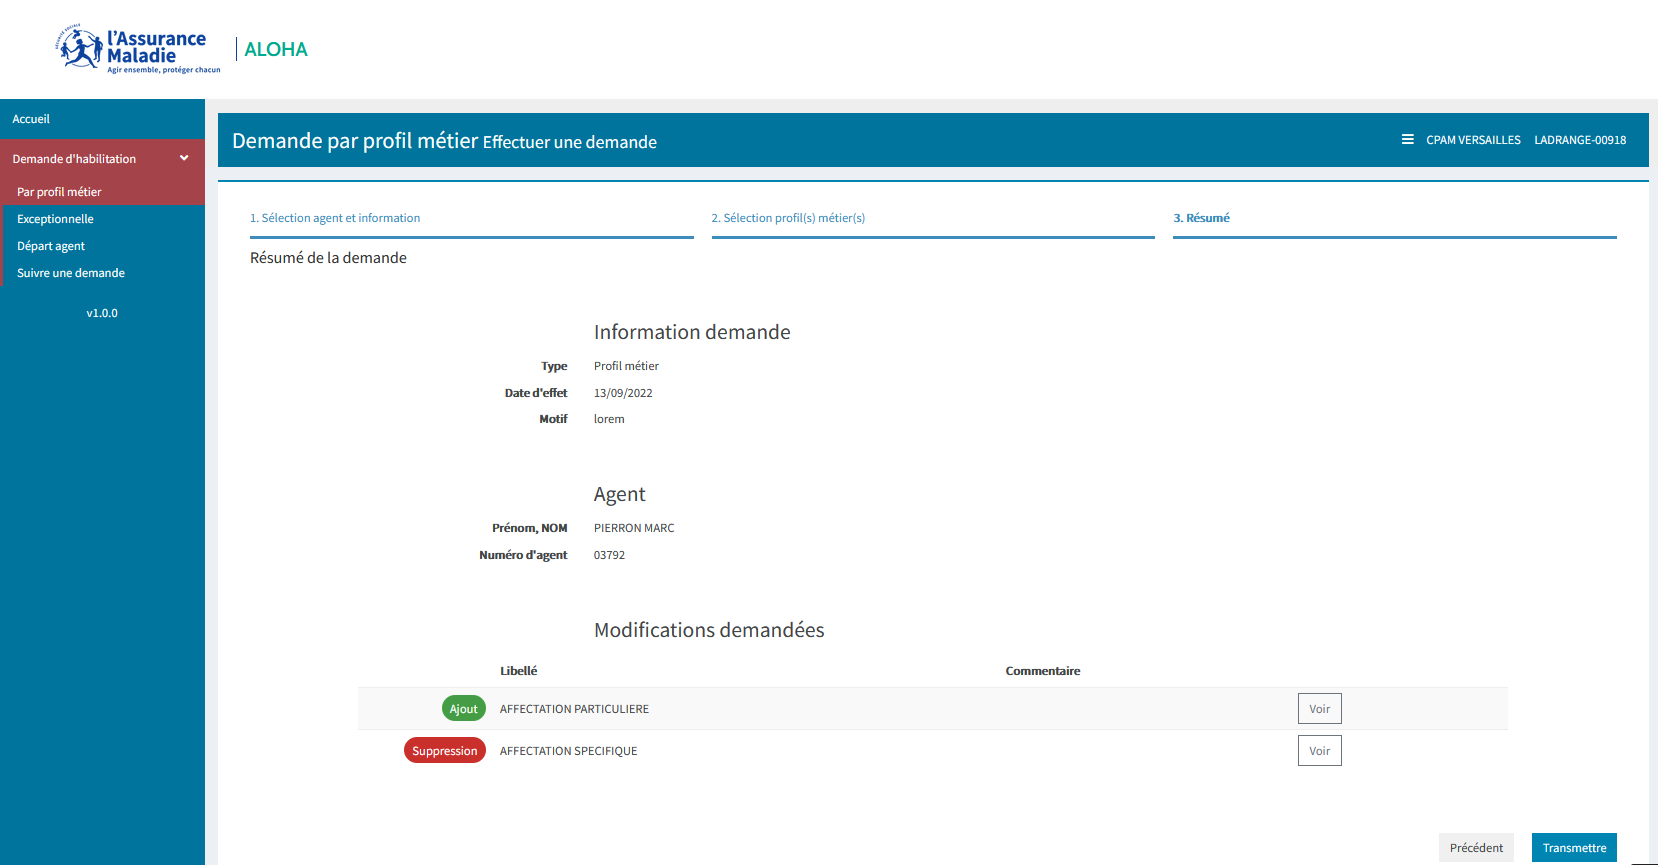 SÉCURITÉ SOCIALE
l'Assurance
Maladie
Agir ensemble, protéger chacun
ALOHA
Accueil
Demande d'habilitation
Par profil métier
Exceptionnelle
Départ agent
Suivre une demande
v1.0.0
Demande par profil métier Effectuer une demande
CPAM VERSAILLES LADRANGE-00918
1. Sélection agent et information
2. Sélection profil(s) métier(s)
3. Résumé
Résumé de la demande
Information demande
Type Profil métier
Date d'effet 13/09/2022
Motif lorem
Agent
Prénom, NOM PIERRON MARC
Numéro d'agent 03792
Modifications demandées
Libellé Commentaire
Ajout AFFECTATION PARTICULIERE Voir
Suppression AFFECTATION SPECIFIQUE Voir
Précédent Transmettre